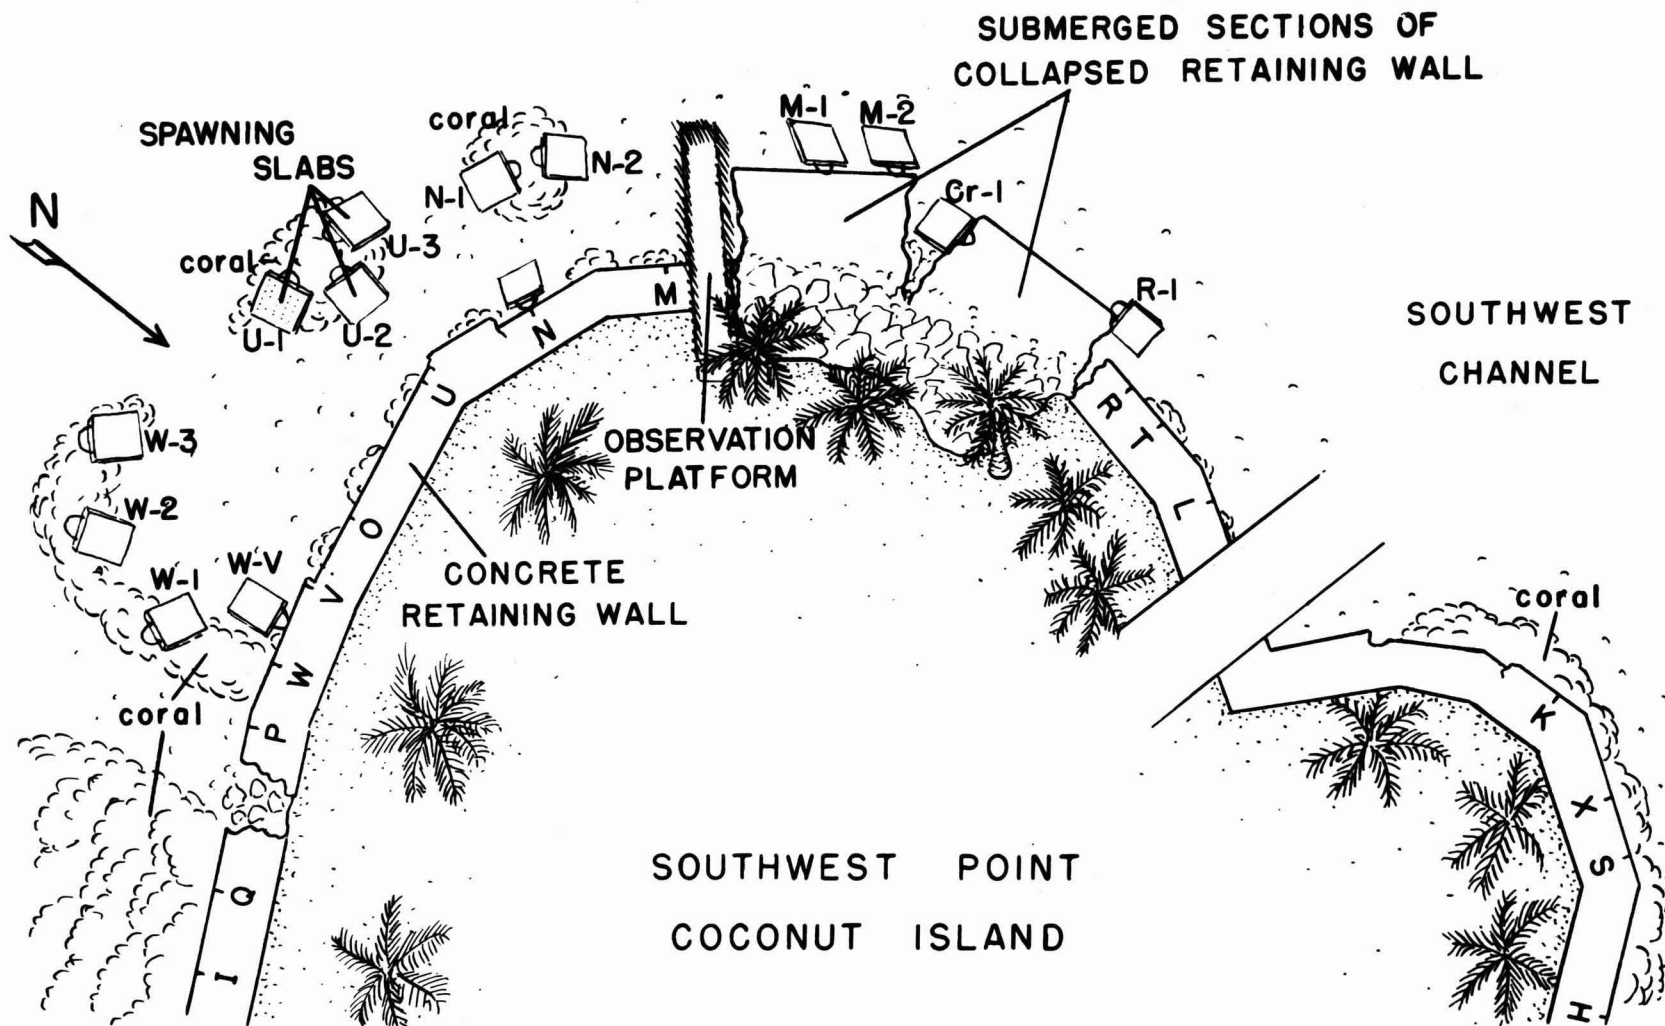 SUBMERGED SECTIONS OF
COLLAPSED RETAINING WALL
M-1
M-2
coral
SPAWNING
SLABS
N-2
N-1
Cr-1
N
U-3
coral
R-1
U-1
U-2
M
N
U
SOUTHWEST
CHANNEL
R
T
L
W-3
OBSERVATION
PLATFORM
W-2
O
CONCRETE
RETAINING WALL
W-1
W-V
V
W
P
coral
coral
K
X
S
H
SOUTHWEST POINT
COCONUT ISLAND
Q
I